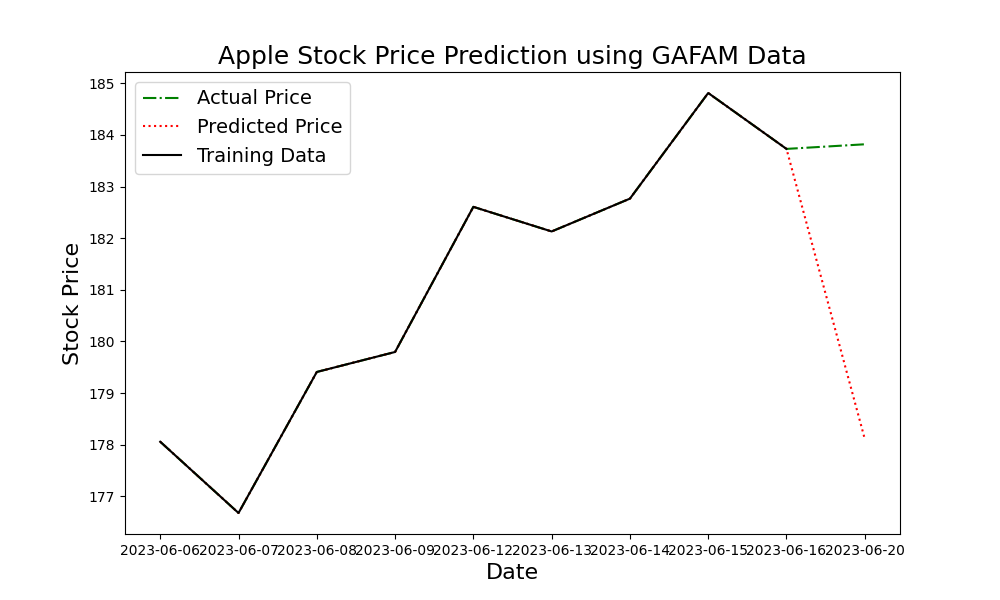 Apple Stock Price Prediction using GAFAM Data
Actual Price
Predicted Price
Training Data
185
184
183
182
181
180
179
178
177
Stock Price
2023-06-06 2023-06-07 2023-06-08 2023-06-09 2023-06-12 2023-06-13 2023-06-14 2023-06-15 2023-06-16 2023-06-20
Date